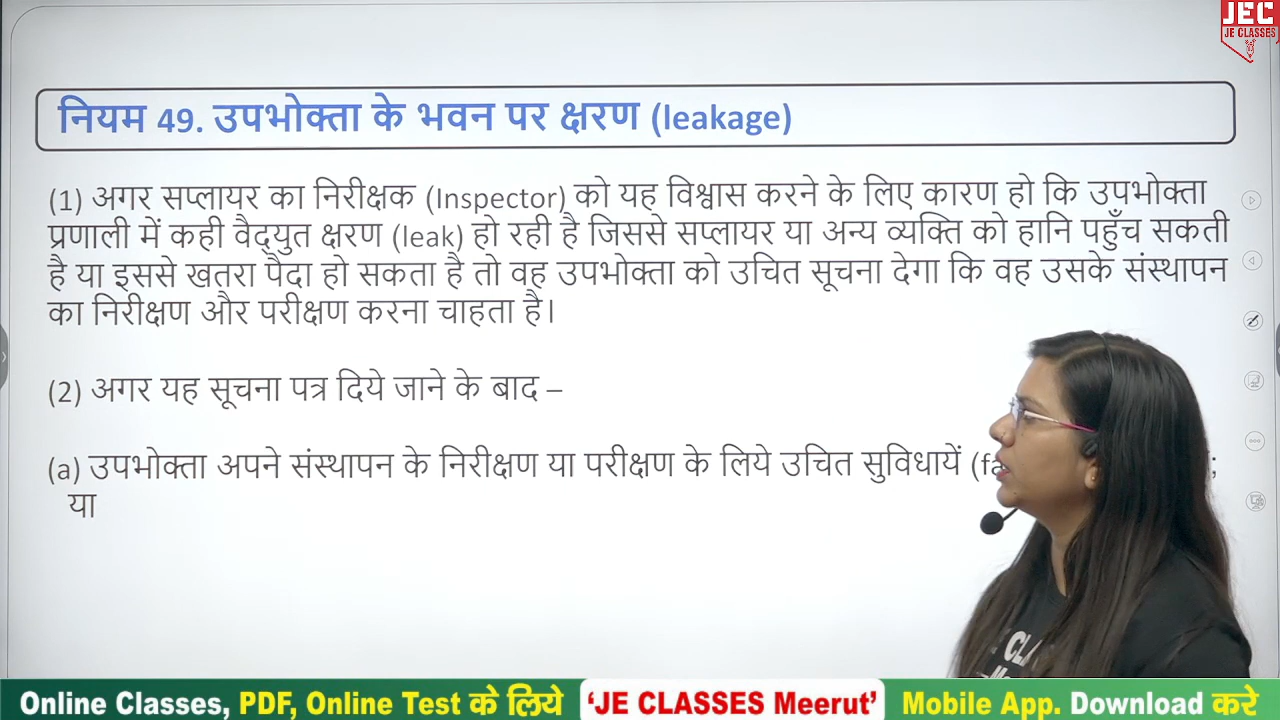 JEC
JE CLASSES
नियम 49. उपभोक्ता के भवन पर क्षरण (leakage)
(1) अगर सप्लायर का निरीक्षक (Inspector) को यह विश्वास करने के लिए कारण हो कि उपभोक्ता
प्रणाली में कही वैद्युत क्षरण (leak) हो रही है जिससे सप्लायर या अन्य व्यक्ति को हानि पहुँच सकती
है या इससे खतरा पैदा हो सकता है तो वह उपभोक्ता को उचित सूचना देगा कि वह उसके संस्थापन
का निरीक्षण और परीक्षण करना चाहता है।
(2) अगर यह सूचना पत्र दिये जाने के बाद –
(a) उपभोक्ता अपने संस्थापन के निरीक्षण या परीक्षण के लिये उचित सुविधायें ;
या
Online Classes, PDF, Online Test के लिये 'JE CLASSES Meerut' Mobile App. Download करे